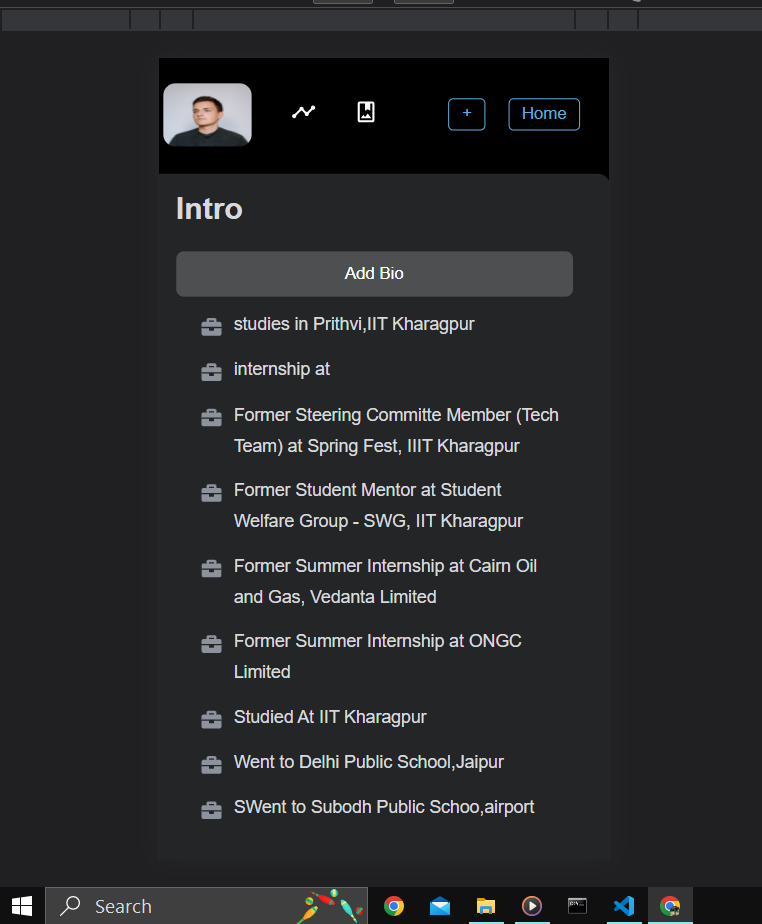 +
Home
Intro
Add Bio
studies in Prithvi,IIT Kharagpur
internship at
Former Steering Committe Member (Tech
Team) at Spring Fest, IIIT Kharagpur
Former Student Mentor at Student
Welfare Group - SWG, IIT Kharagpur
Former Summer Internship at Cairn Oil
and Gas, Vedanta Limited
Former Summer Internship at ONGC
Limited
Studied At IIT Kharagpur
Went to Delhi Public School,Jaipur
SWent to Subodh Public Schoo,airport
Search